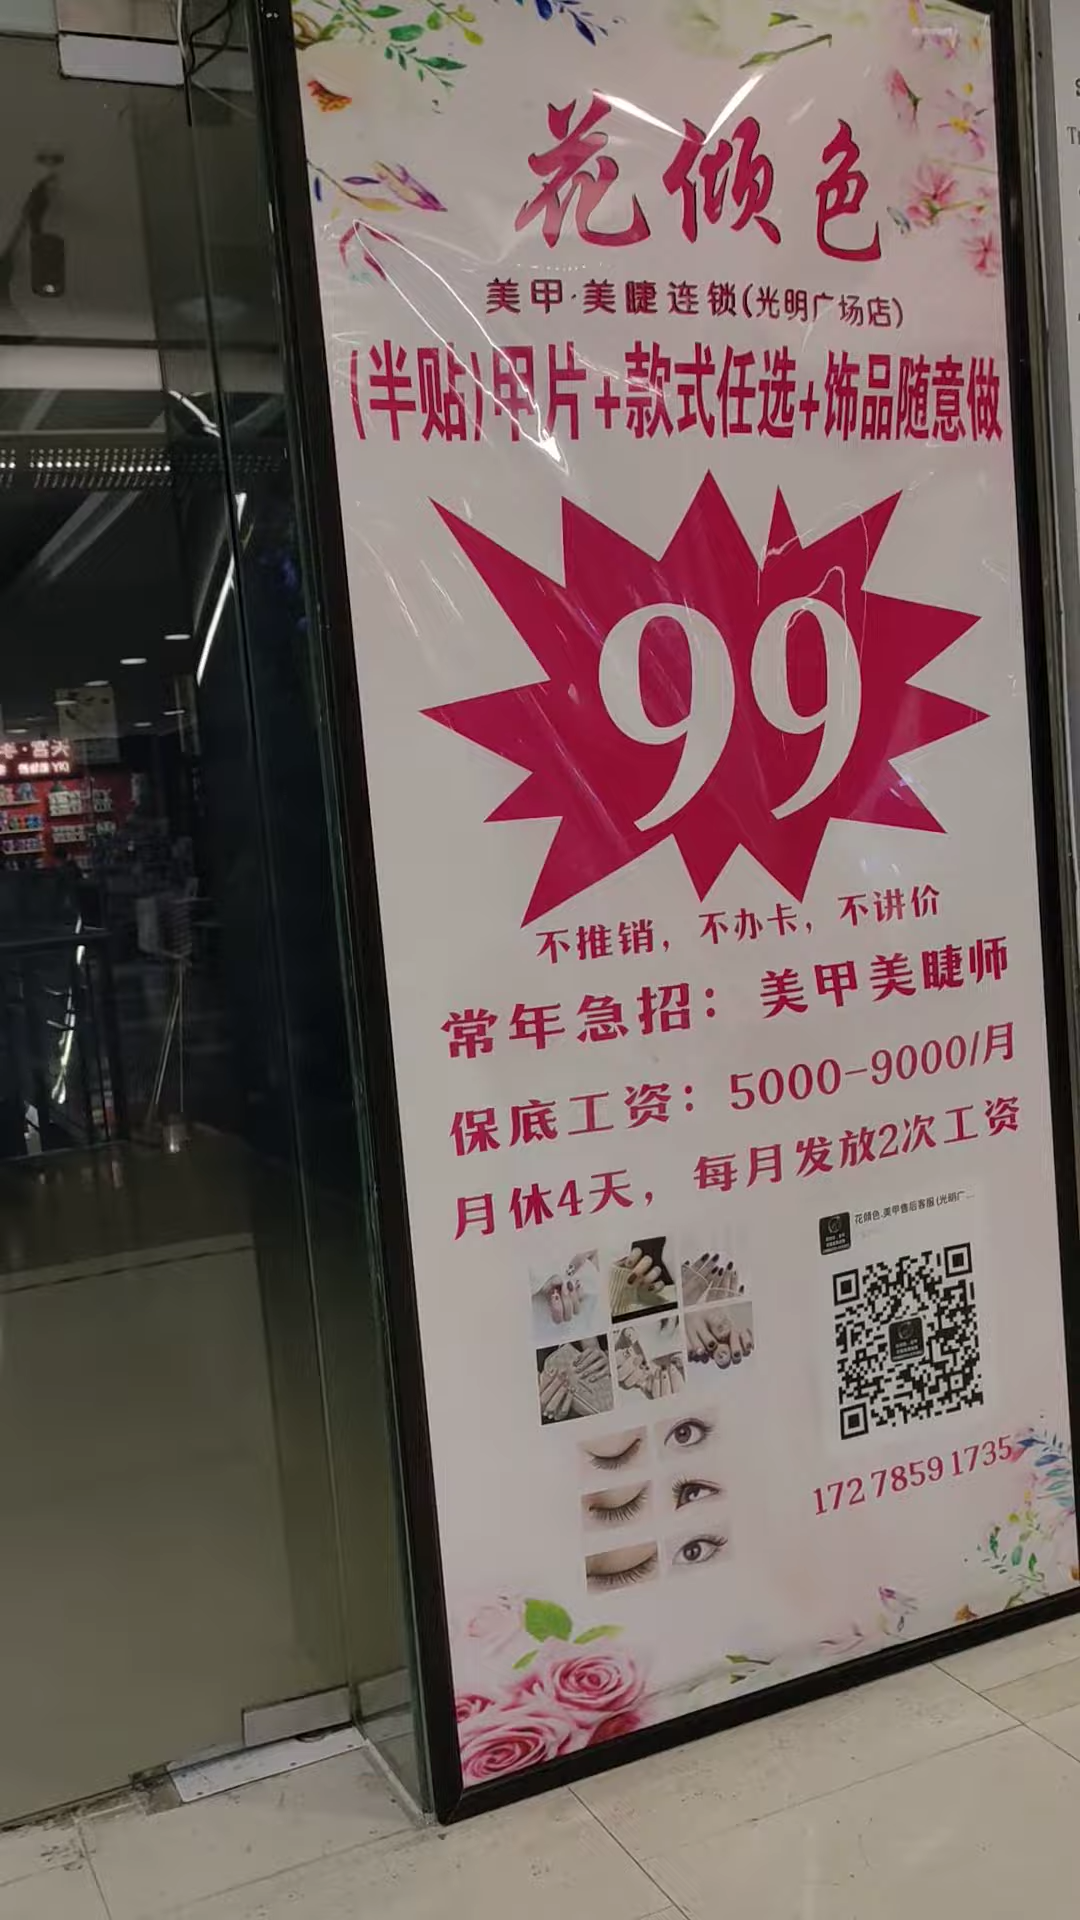 花倾色
美甲·美睫连锁(光明广场店)
(半贴)甲片+款式任选+饰品随意做
99
不推销，不办卡，不讲价
常年急招：美甲美睫师
保底工资：5000-9000/月
月休4天，每月发放2次工资
花倾色.美甲售后客服(光明广...
172 7859 1735